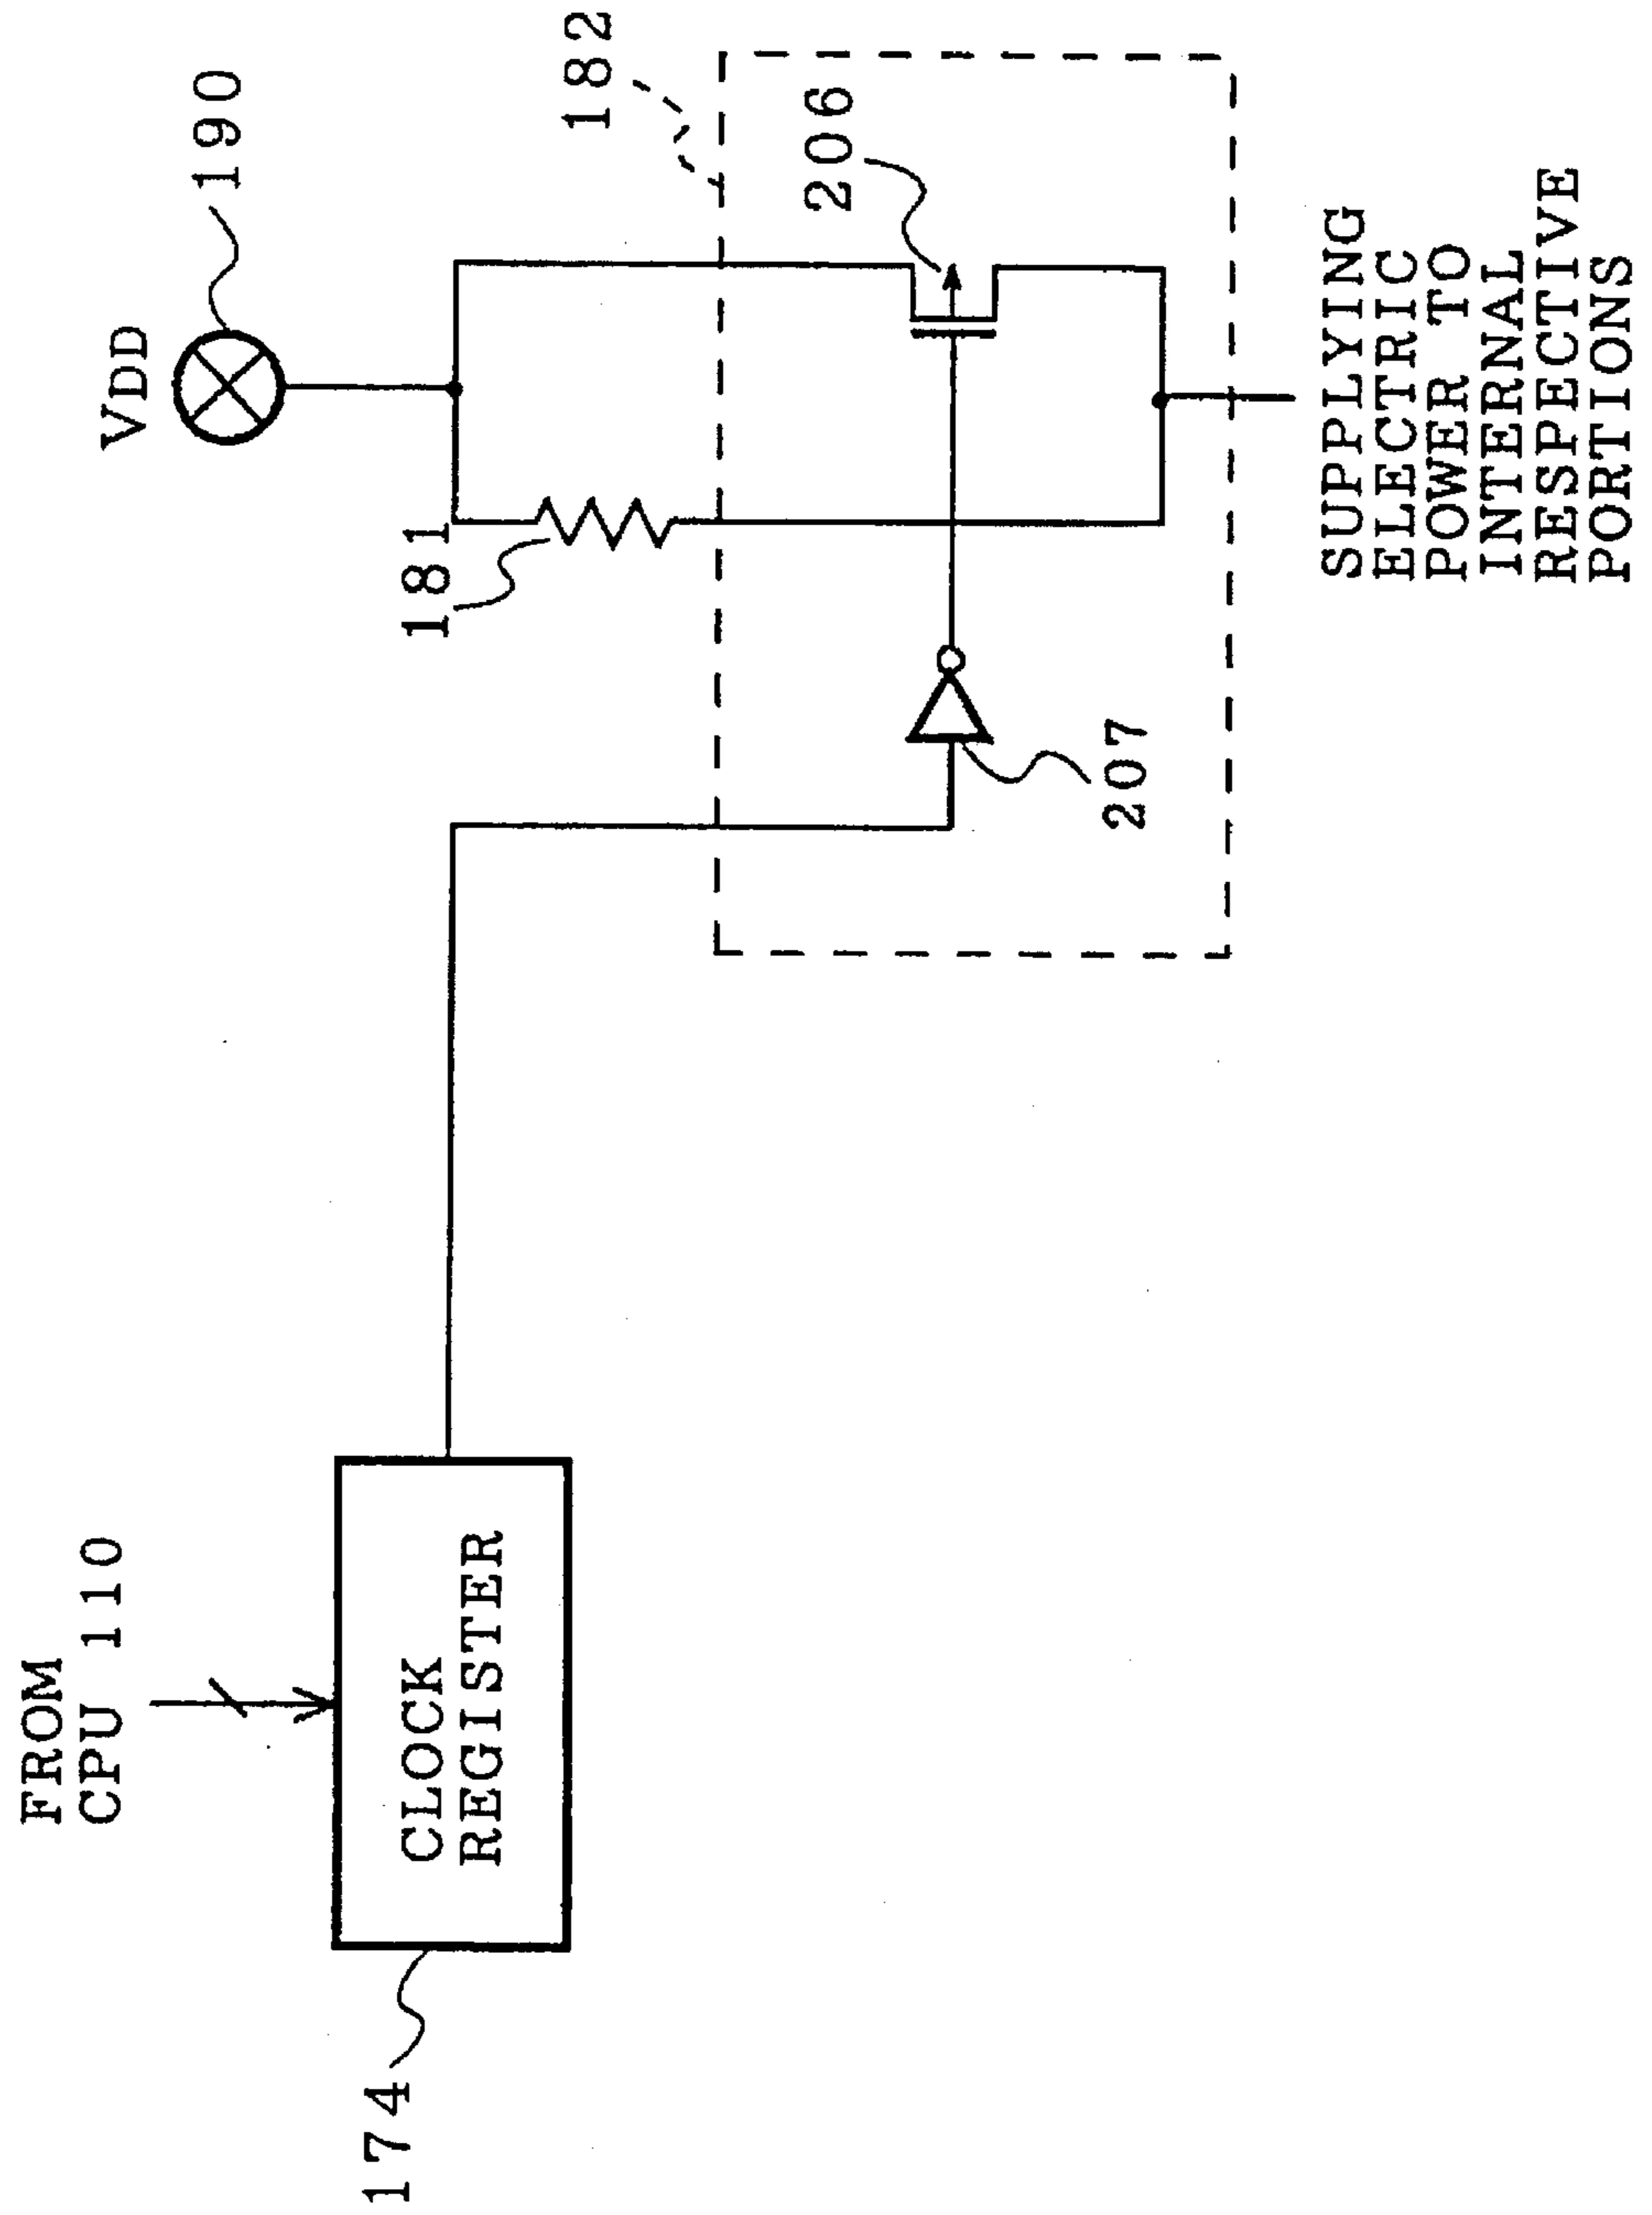 FROM
CPU 110
CLOCK
REGISTER
174
VDD
190
181
182
206
207
SUPPLYING
ELECTRIC
POWER TO
INTERNAL
RESPECTIVE
PORTIONS